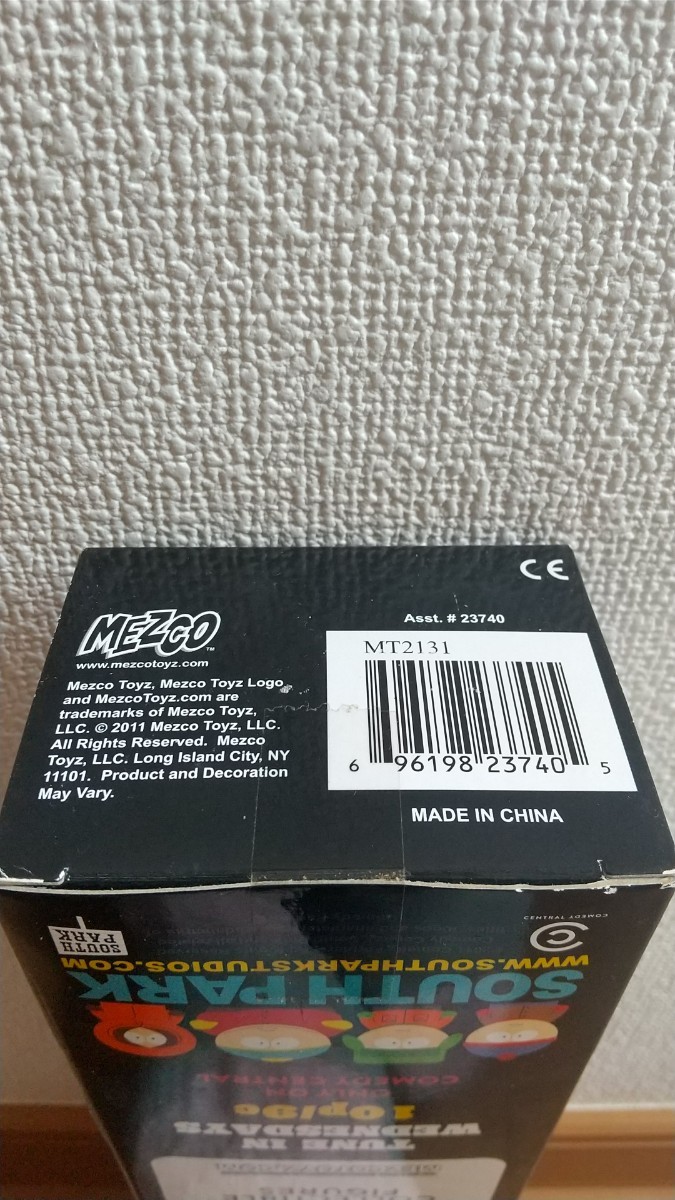 CE
MEZCO™
www.mezcotoyz.com
Mezco Toyz, Mezco Toyz Logo,
and MezcoToyz.com are
trademarks of Mezco Toyz,
LLC. © 2011 Mezco Toyz, LLC.
All Rights Reserved. Mezco
Toyz, LLC. Long Island City, NY
11101. Product and Decoration
May Vary.
Asst. # 23740
MT2131
6 96198 23740 5
MADE IN CHINA
COMEDY CENTRAL
SOUTH
PARK
WWW.SOUTHPARKSTUDIOS.COM
SOUTH PARK
ONLY ON
COMEDY CENTRAL
10p/9c
WEDNESDAYS
TUNE IN
FIGURES